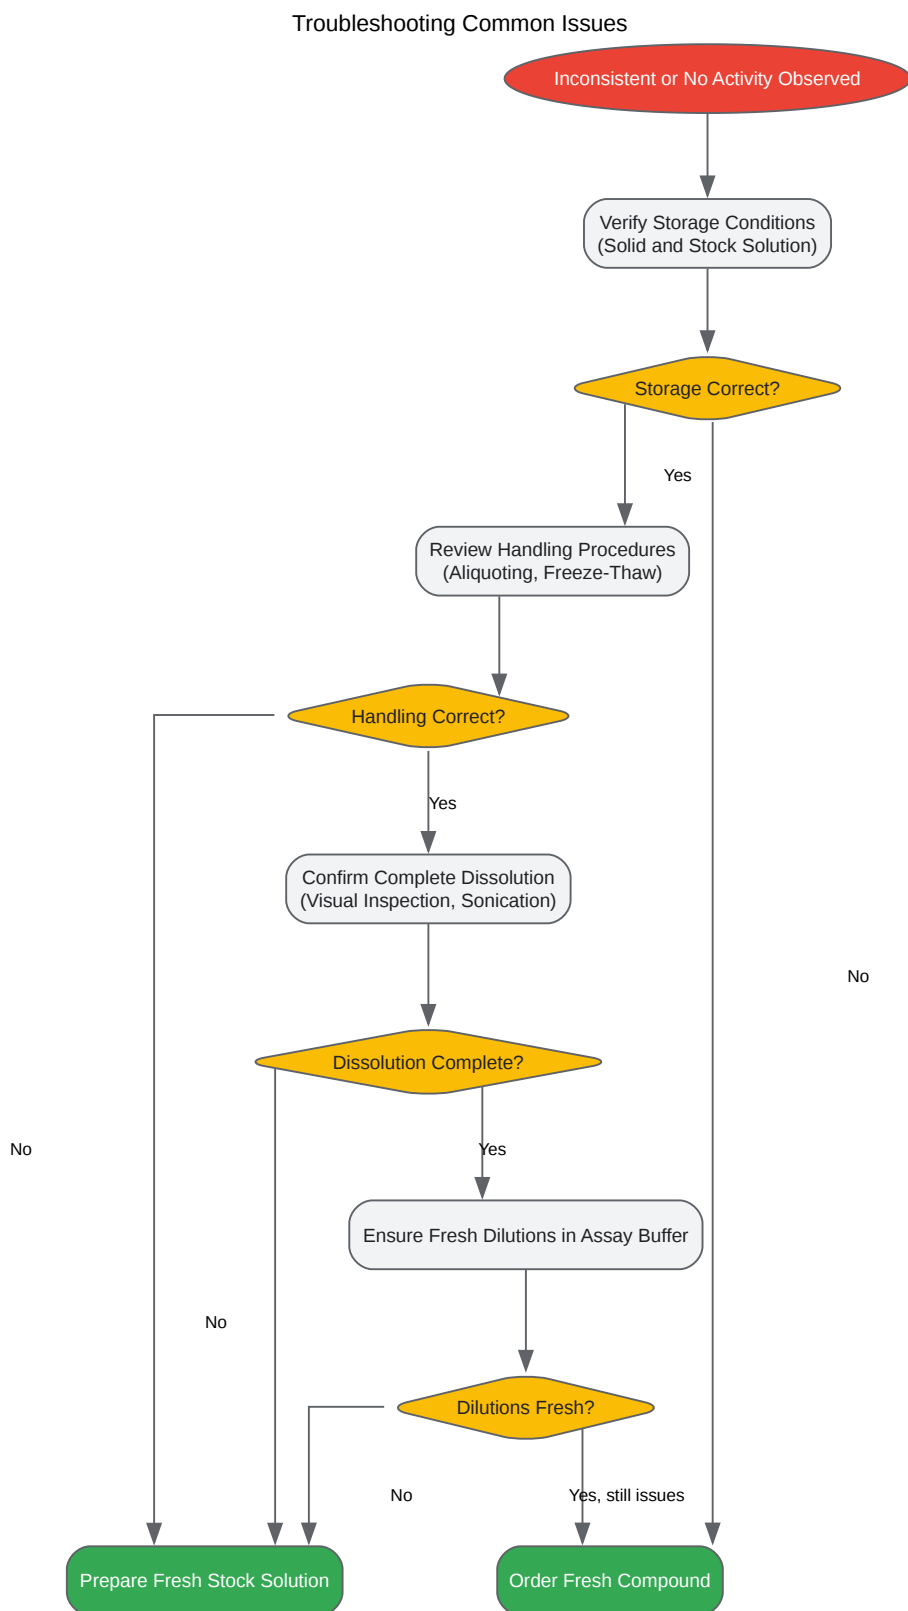 Troubleshooting Common Issues
Inconsistent or No Activity Observed
Verify Storage Conditions
(Solid and Stock Solution)
Storage Correct?
Yes
Review Handling Procedures
(Aliquoting, Freeze-Thaw)
Handling Correct?
Yes
Confirm Complete Dissolution
(Visual Inspection, Sonication)
No
Dissolution Complete?
No
Yes
Ensure Fresh Dilutions in Assay Buffer
No
Dilutions Fresh?
No
Yes, still issues
Prepare Fresh Stock Solution
Order Fresh Compound